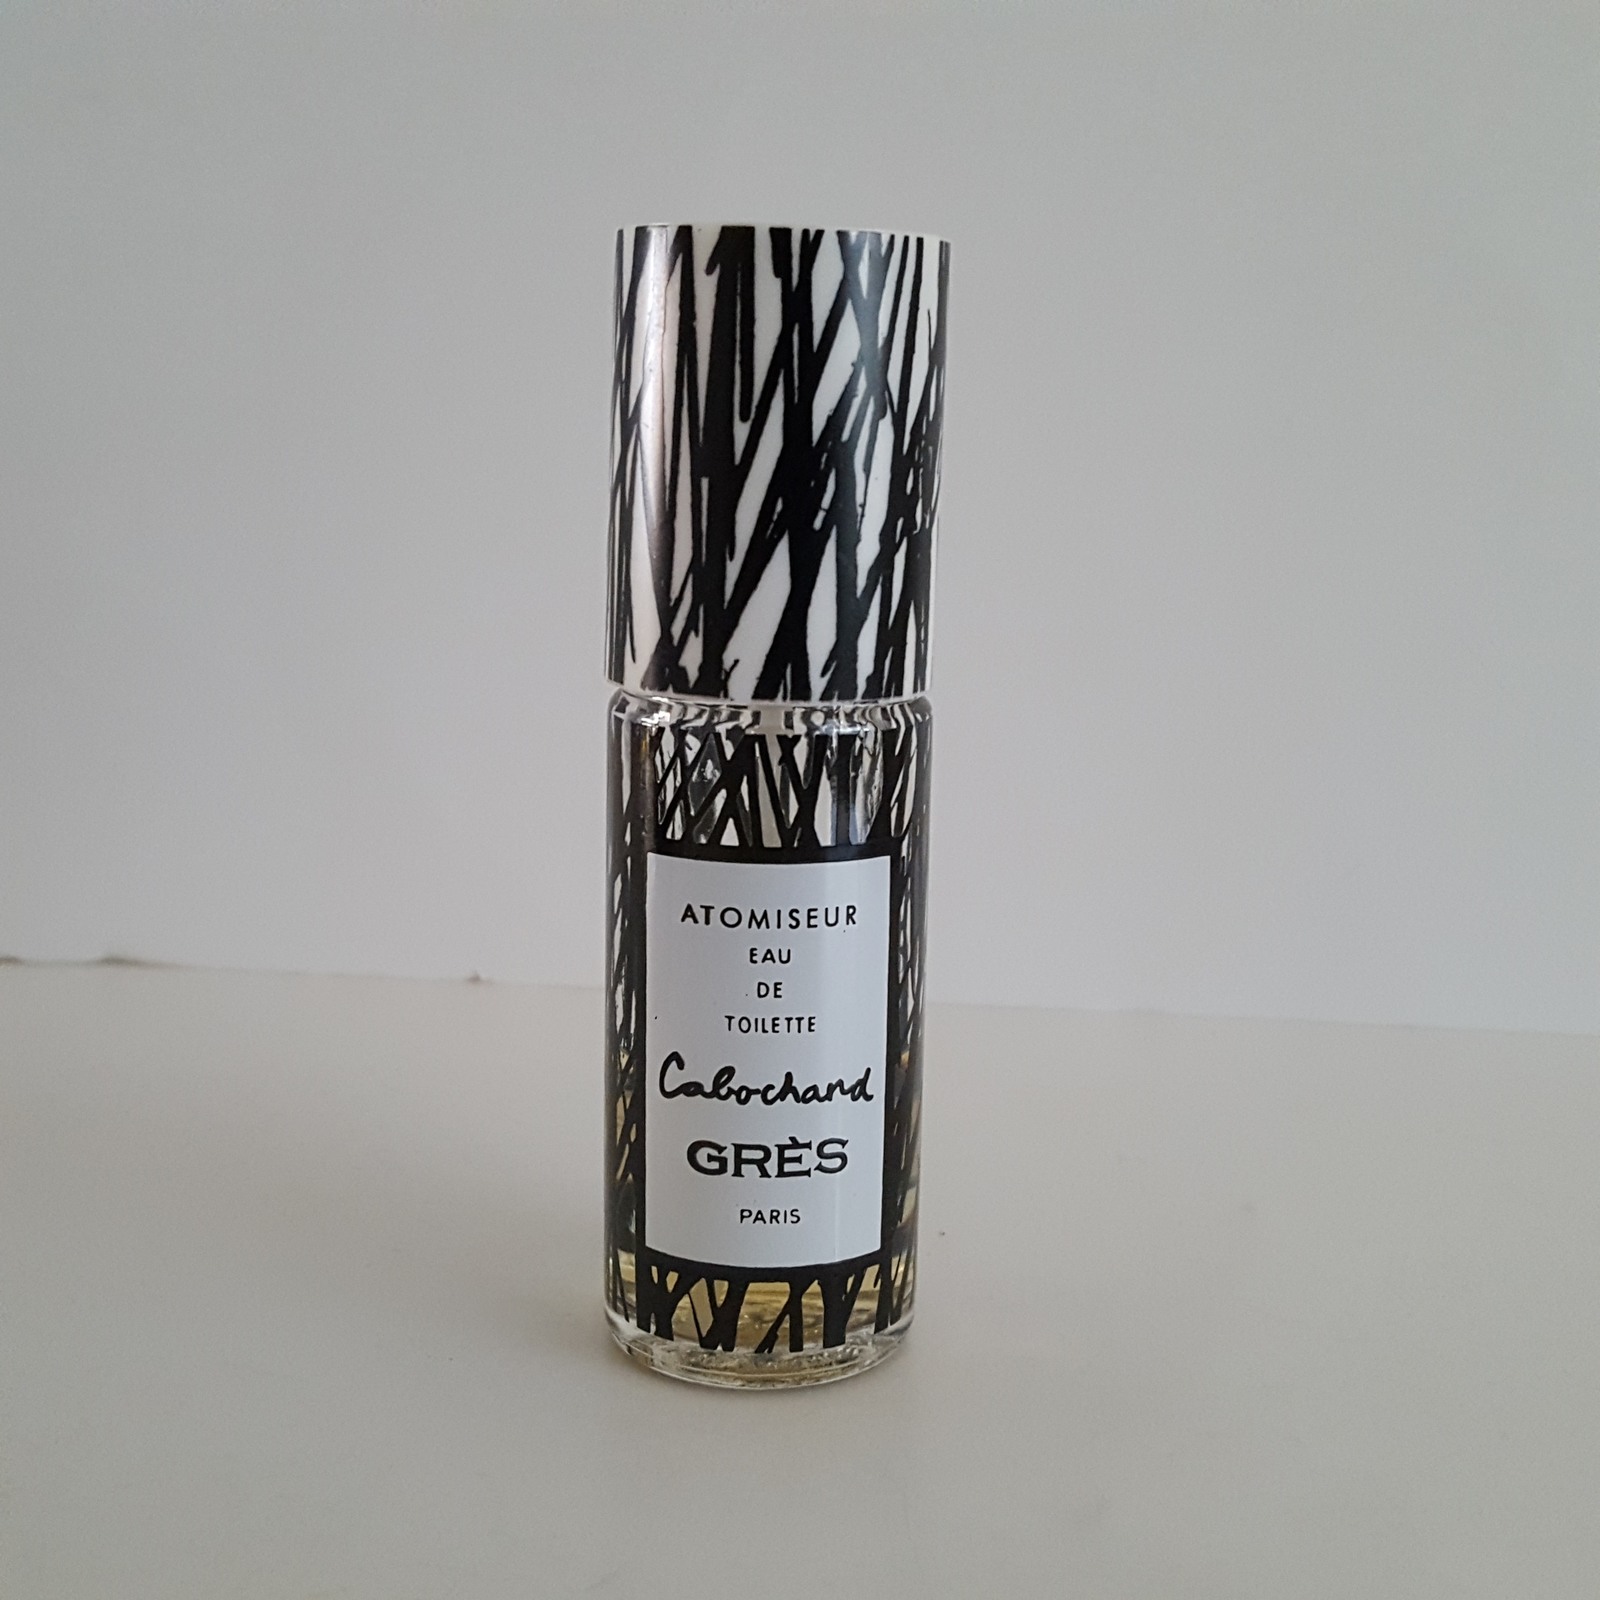 ATOMISEUR
EAU
DE
TOILETTE
Cabochard
GRÈS
PARIS